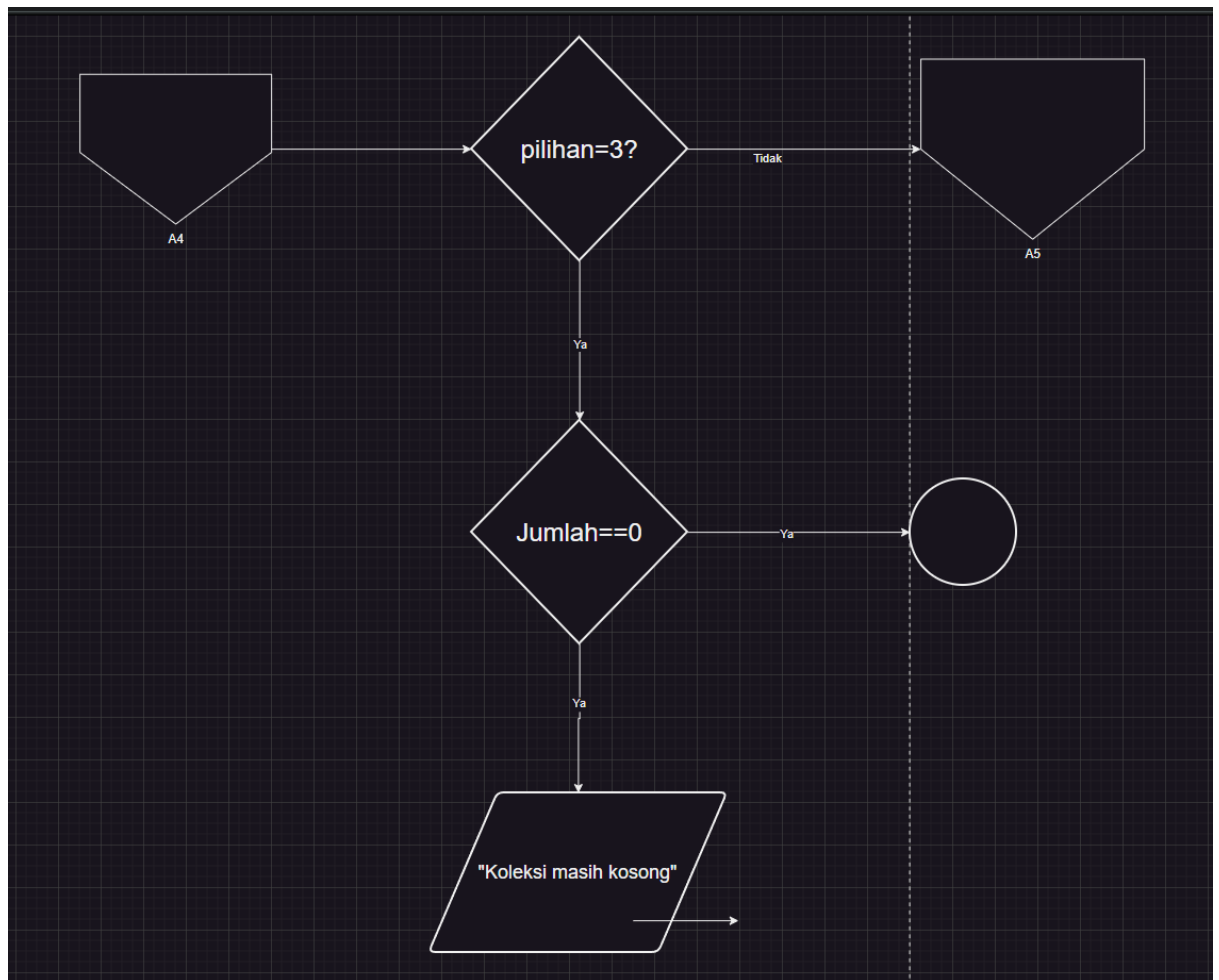 pilihan=3?
Tidak
A4
A5
Ya
Jumlah==0
Ya
Ya
"Koleksi masih kosong"